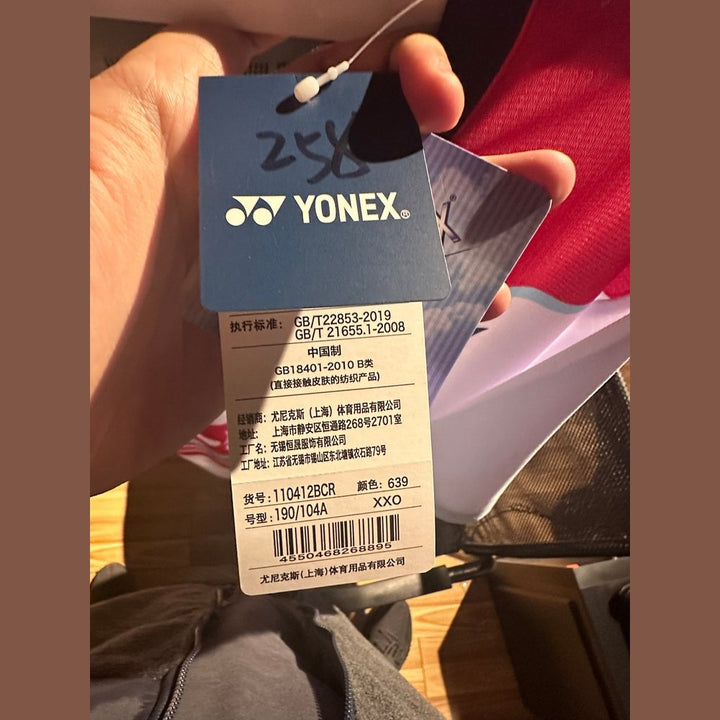 258
YONEX®
执行标准: GB/T22853-2019
GB/T 21655.1-2008
中国制
GB18401-2010 B类
(直接接触皮肤的纺织产品)
经销商: 尤尼克斯（上海）体育用品有限公司
地址: 上海市静安区恒通路268号2701室
工厂名: 无锡恒晟服饰有限公司
工厂地址: 江苏省无锡市锡山区东北塘镇农石路79号
货号: 110412BCR 颜色: 639
号型: 190/104A XXO
4550468268895
尤尼克斯(上海)体育用品有限公司